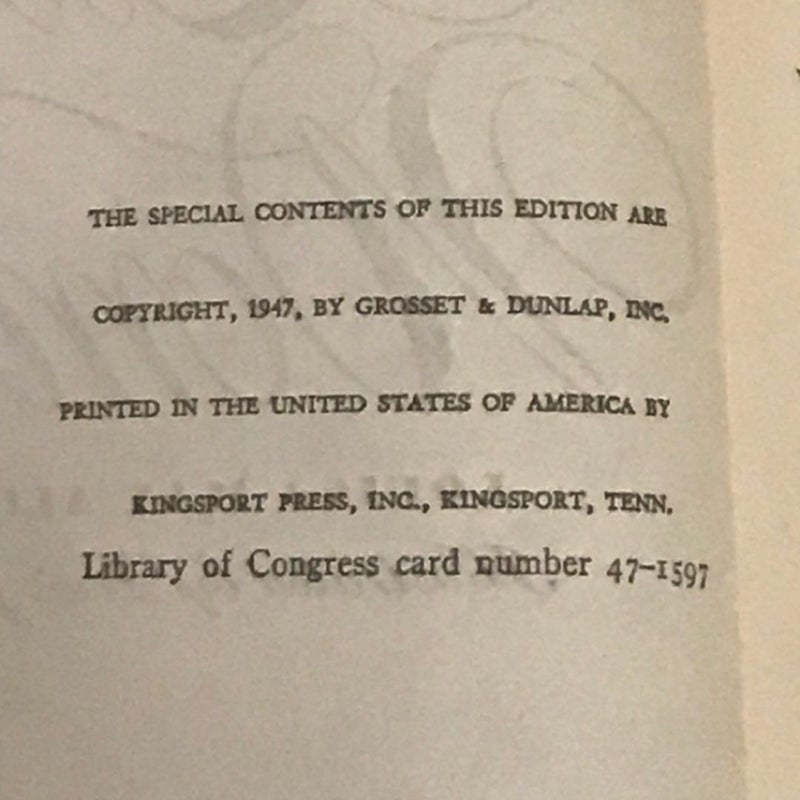 THE SPECIAL CONTENTS OF THIS EDITION ARE
COPYRIGHT, 1947, BY GROSSET & DUNLAP, INC.
PRINTED IN THE UNITED STATES OF AMERICA BY
KINGSPORT PRESS, INC., KINGSPORT, TENN.
Library of Congress card number 47-1597